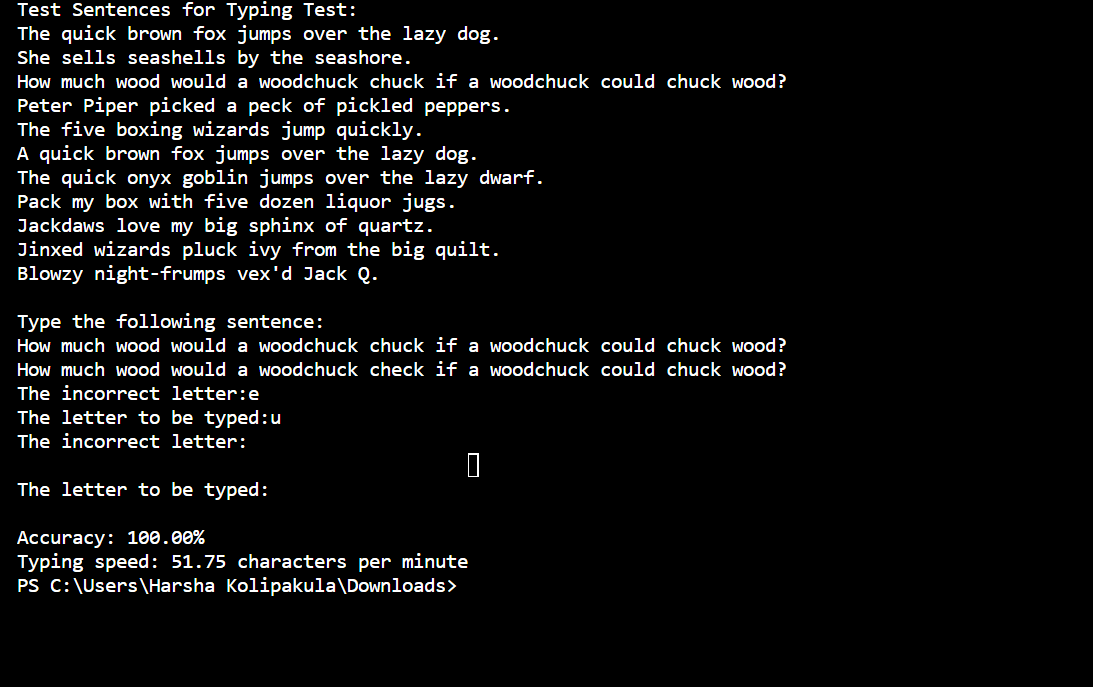 Test Sentences for Typing Test:
The quick brown fox jumps over the lazy dog.
She sells seashells by the seashore.
How much wood would a woodchuck chuck if a woodchuck could chuck wood?
Peter Piper picked a peck of pickled peppers.
The five boxing wizards jump quickly.
A quick brown fox jumps over the lazy dog.
The quick onyx goblin jumps over the lazy dwarf.
Pack my box with five dozen liquor jugs.
Jackdaws love my big sphinx of quartz.
Jinxed wizards pluck ivy from the big quilt.
Blowzy night-frumps vex'd Jack Q.
Type the following sentence:
How much wood would a woodchuck chuck if a woodchuck could chuck wood?
How much wood would a woodchuck check if a woodchuck could chuck wood?
The incorrect letter:e
The letter to be typed:u
The incorrect letter:
The letter to be typed:
Accuracy: 100.00%
Typing speed: 51.75 characters per minute
PS C:\Users\Harsha Kolipakula\Downloads>